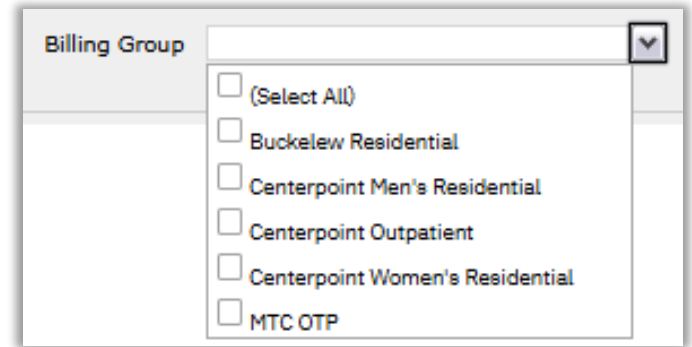 Billing Group
(Select All)
Buckelew Residential
Centerpoint Men's Residential
Centerpoint Outpatient
Centerpoint Women's Residential
MTC OTP